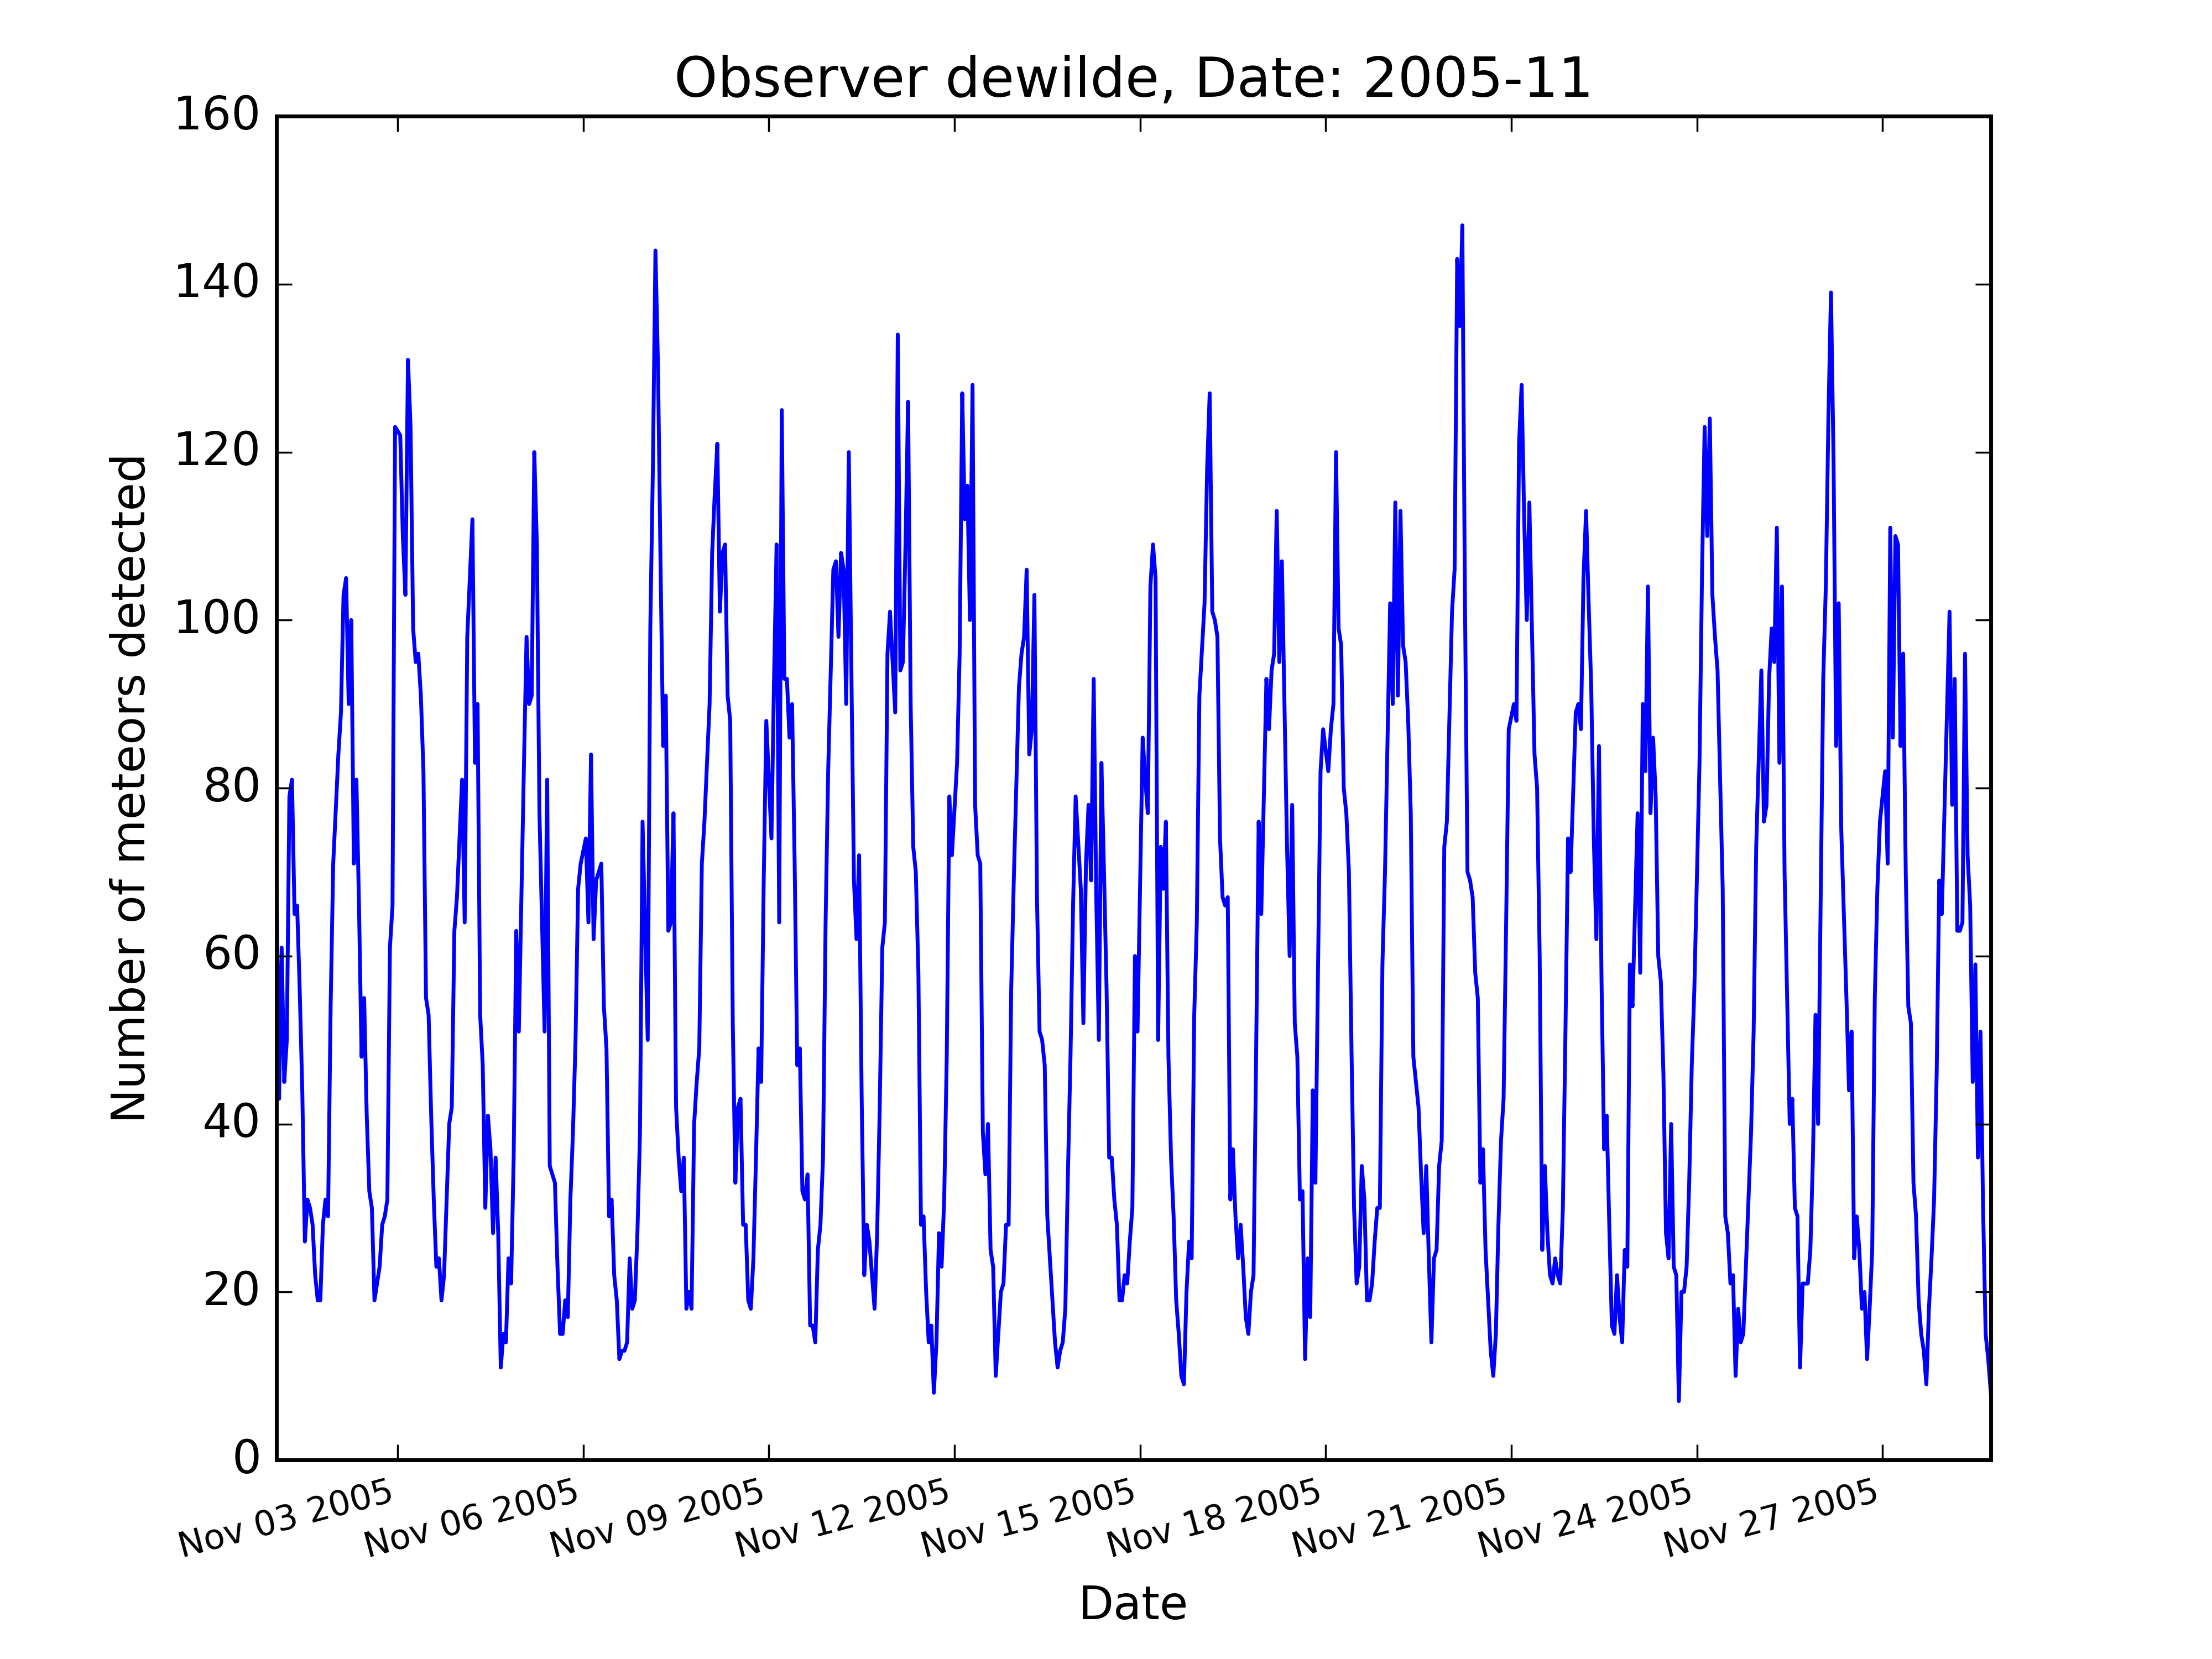 Observer dewilde, Date: 2005-11
160
140
120
100
80
60
40
20
0
Number of meteors detected
Nov 03 2005
Nov 06 2005
Nov 09 2005
Nov 12 2005
Nov 15 2005
Nov 18 2005
Nov 21 2005
Nov 24 2005
Nov 27 2005
Date